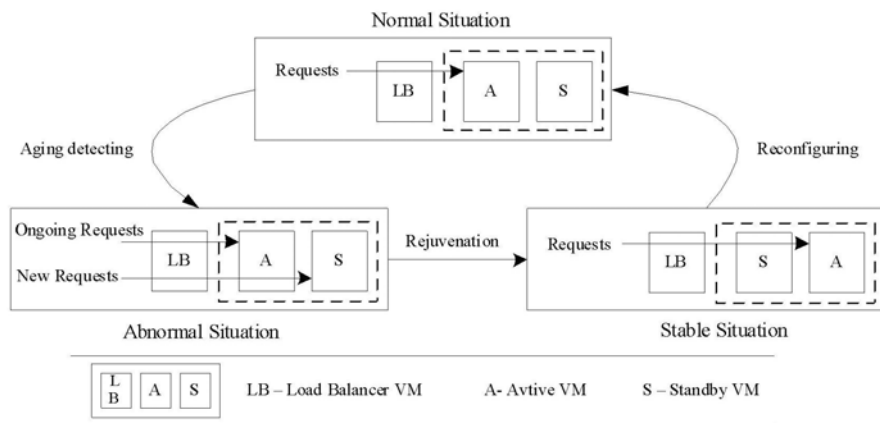 Normal Situation
Requests
LB
A
S
Aging detecting
Reconfiguring
Ongoing Requests
New Requests
LB
A
S
Rejuvenation
Requests
LB
S
A
Abnormal Situation
Stable Situation
L
B
A
S
LB – Load Balancer VM
A- Avtive VM
S – Standby VM